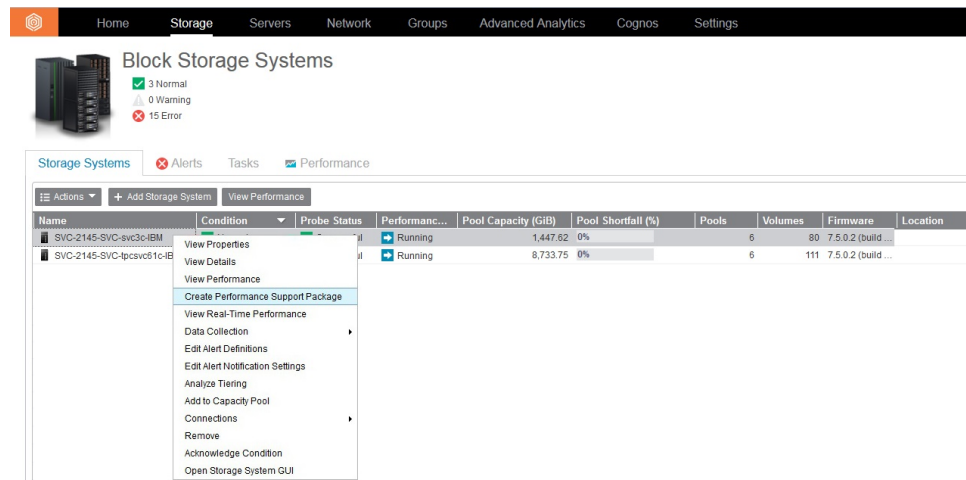 Home Storage Servers Network Groups Advanced Analytics Cognos Settings
Block Storage Systems
3 Normal
0 Warning
15 Error
Storage Systems Alerts Tasks Performance
Actions + Add Storage System View Performance
Name Condition Probe Status Performanc... Pool Capacity (GiB) Pool Shortfall (%) Pools Volumes Firmware Location
SVC-2145-SVC-svc3c-IBM Running 1,447.62 0% 6 80 7.5.0.2 (build ...
SVC-2145-SVC-tpcsvc61c-IB Running 8,733.75 0% 6 111 7.5.0.2 (build ...
View Properties
View Details
View Performance
Create Performance Support Package
View Real-Time Performance
Data Collection
Edit Alert Definitions
Edit Alert Notification Settings
Analyze Tiering
Add to Capacity Pool
Connections
Remove
Acknowledge Condition
Open Storage System GUI